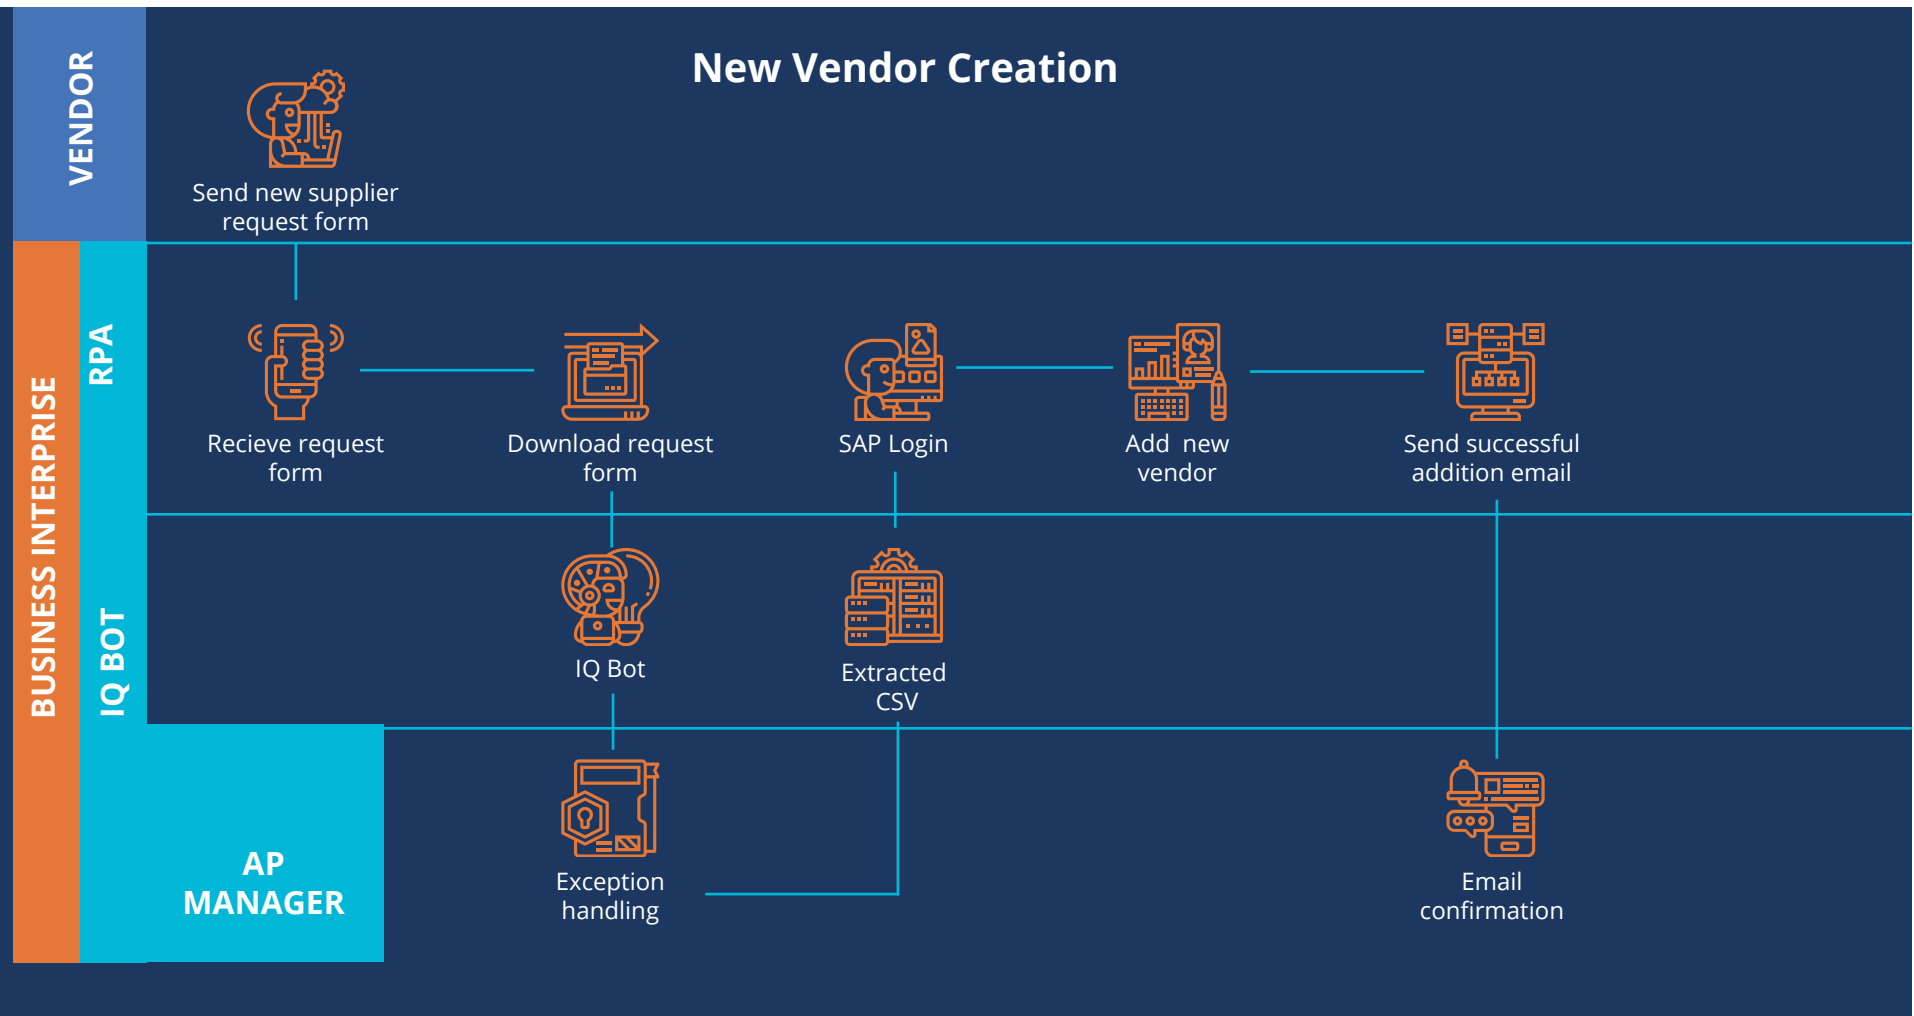 New Vendor Creation
VENDOR
Send new supplier
request form
BUSINESS INTERPRISE
RPA
Recieve request
form
Download request
form
SAP Login
Add  new
vendor
Send successful
addition email
IQ BOT
IQ Bot
Extracted
CSV
AP
MANAGER
Exception
handling
Email
confirmation